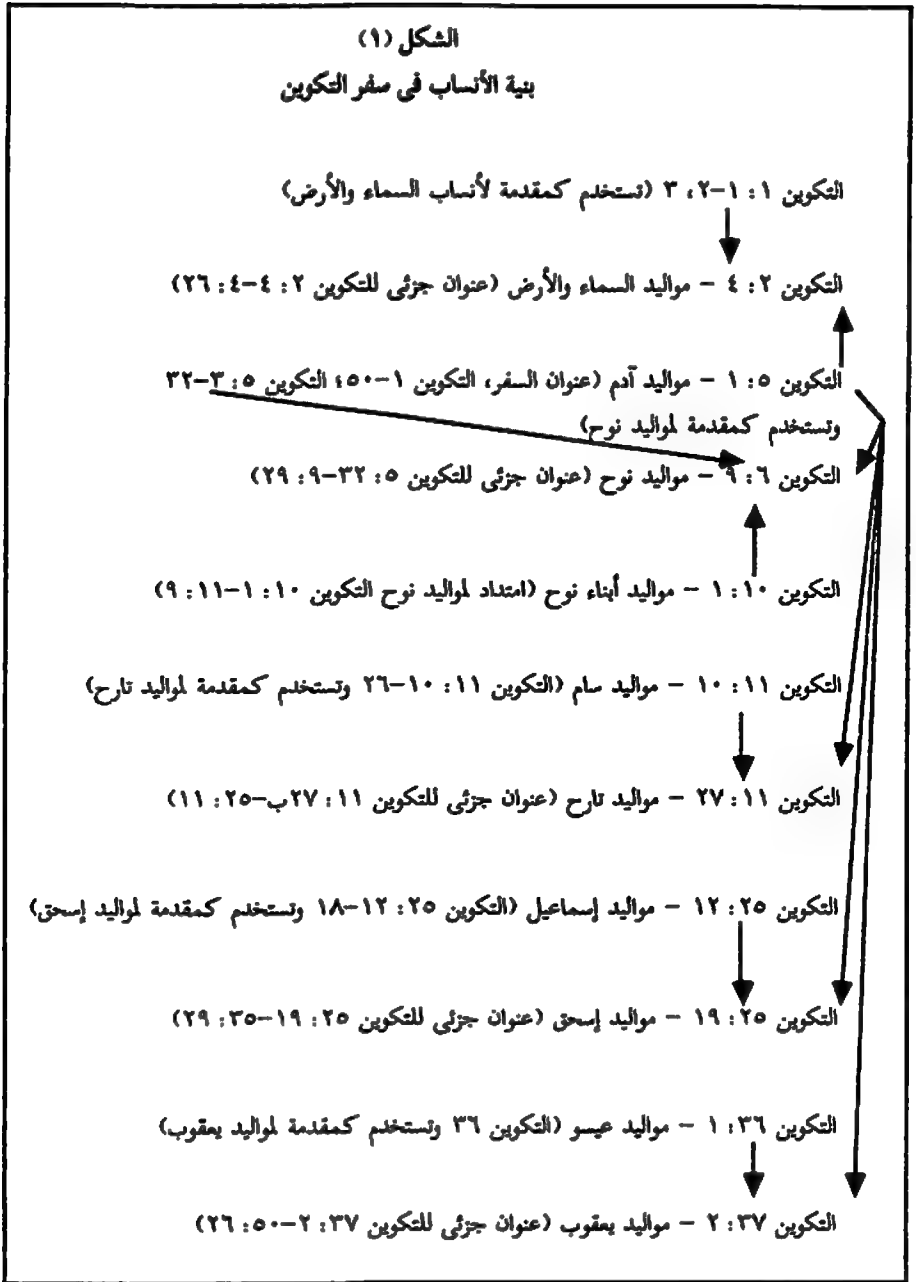 الشكل (١)
بنية الأنساب فى سفر التكوين
التكوين ١: ١-٢، ٣ (تستخدم كمقدمة لأنساب السماء والأرض)
التكوين ٢: ٤ - مواليد السماء والأرض (عنوان جزئى للتكوين ٢: ٤-٤: ٢٦)
التكوين ٥: ١ - مواليد آدم (عنوان السفر، التكوين ١-٥٠؛ التكوين ٥: ٣-٣٢
وتستخدم كمقدمة لمواليد نوح)
التكوين ٦: ٩ - مواليد نوح (عنوان جزئى للتكوين ٥: ٣٢-٩: ٢٩)
التكوين ١٠: ١ - مواليد أبناء نوح (امتداد لمواليد نوح التكوين ١٠: ١-١١: ٩)
التكوين ١١: ١٠ - مواليد سام (التكوين ١١: ١٠-٢٦ وتستخدم كمقدمة لمواليد تارح)
التكوين ١١: ٢٧ - مواليد تارح (عنوان جزئى للتكوين ١١: ٢٧ب-٢٥: ١١)
التكوين ٢٥: ١٢ - مواليد إسماعيل (التكوين ٢٥: ١٢-١٨ وتستخدم كمقدمة لمواليد إسحق)
التكوين ٢٥: ١٩ - مواليد إسحق (عنوان جزئى للتكوين ٢٥: ١٩-٣٥: ٢٩)
التكوين ٣٦: ١ - مواليد عيسو (التكوين ٣٦ وتستخدم كمقدمة لمواليد يعقوب)
التكوين ٣٧: ٢ - مواليد يعقوب (عنوان جزئى للتكوين ٣٧: ٢-٥٠: ٢٦)